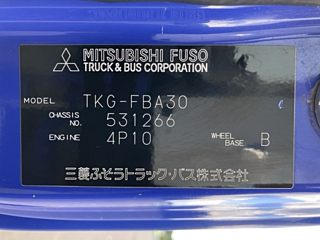 MITSUBISHI FUSO
TRUCK & BUS CORPORATION
MODEL TKG-FBA30
CHASSIS NO. 531266
ENGINE 4P10 WHEEL BASE B
三菱ふそうトラック・バス株式会社